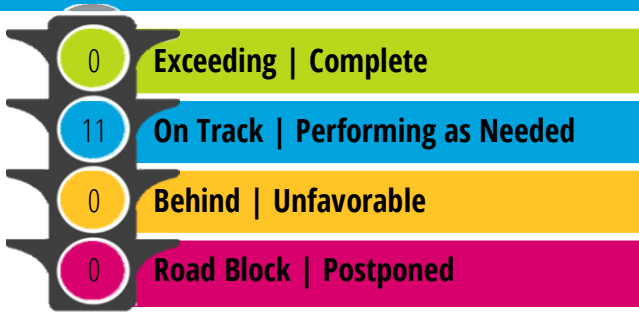 0 Exceeding | Complete
11 On Track | Performing as Needed
0 Behind | Unfavorable
0 Road Block | Postponed